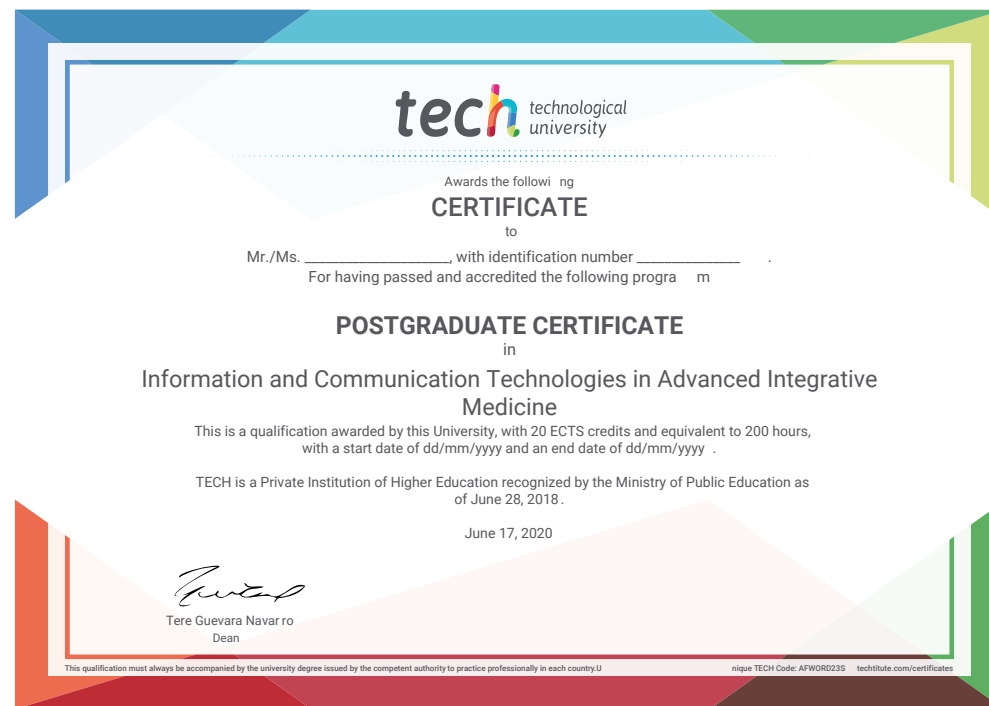 tech technological
university
Awards the followi ng
CERTIFICATE
to
Mr./Ms. ____________________, with identification number ______________ .
For having passed and accredited the following progra m
POSTGRADUATE CERTIFICATE
in
Information and Communication Technologies in Advanced Integrative
Medicine
This is a qualification awarded by this University, with 20 ECTS credits and equivalent to 200 hours,
with a start date of dd/mm/yyyy and an end date of dd/mm/yyyy .
TECH is a Private Institution of Higher Education recognized by the Ministry of Public Education as
of June 28, 2018 .
June 17, 2020
Tere Guevara Navar ro
Dean
This qualification must always be accompanied by the university degree issued by the competent authority to practice professionally in each country.U nique TECH Code: AFWORD23S techtitute.com/certificates